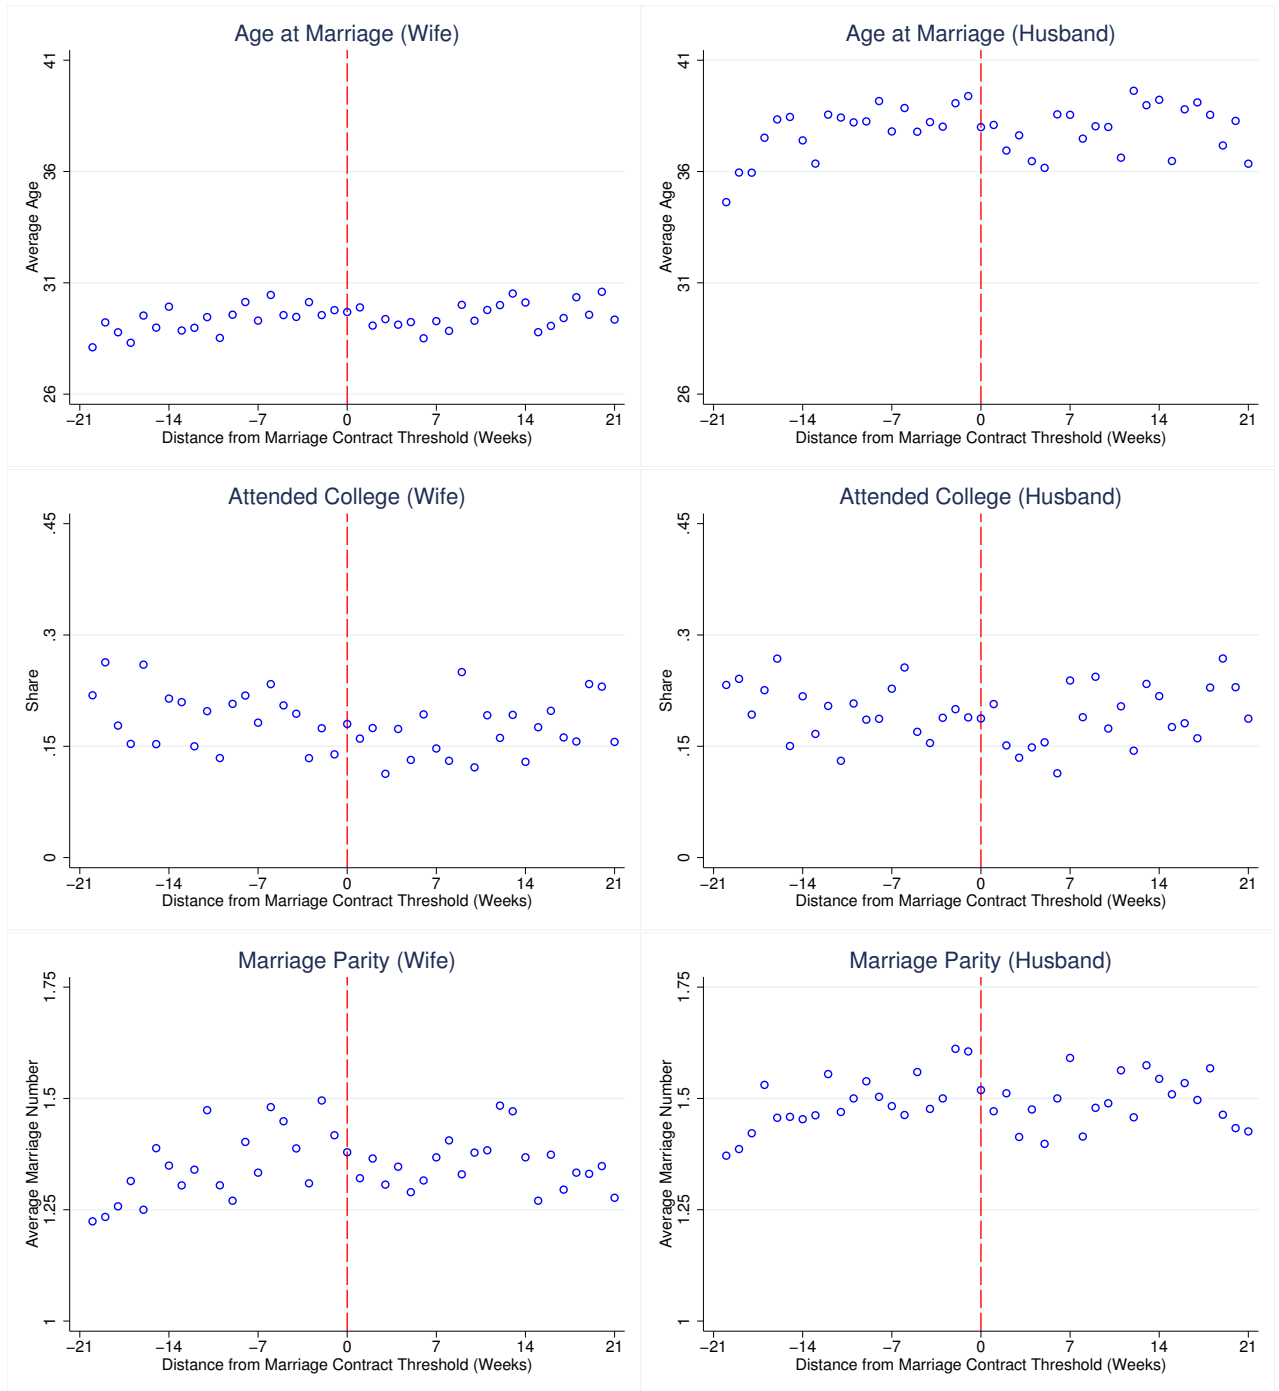 Age at Marriage (Wife)
41
36
31
26
Average Age
−21 −14 −7 0 7 14 21
Distance from Marriage Contract Threshold (Weeks)
Age at Marriage (Husband)
41
36
31
26
Average Age
−21 −14 −7 0 7 14 21
Distance from Marriage Contract Threshold (Weeks)
Attended College (Wife)
.45
.3
.15
0
Share
−21 −14 −7 0 7 14 21
Distance from Marriage Contract Threshold (Weeks)
Attended College (Husband)
.45
.3
.15
0
Share
−21 −14 −7 0 7 14 21
Distance from Marriage Contract Threshold (Weeks)
Marriage Parity (Wife)
1.75
1.5
1.25
1
Average Marriage Number
−21 −14 −7 0 7 14 21
Distance from Marriage Contract Threshold (Weeks)
Marriage Parity (Husband)
1.75
1.5
1.25
1
Average Marriage Number
−21 −14 −7 0 7 14 21
Distance from Marriage Contract Threshold (Weeks)